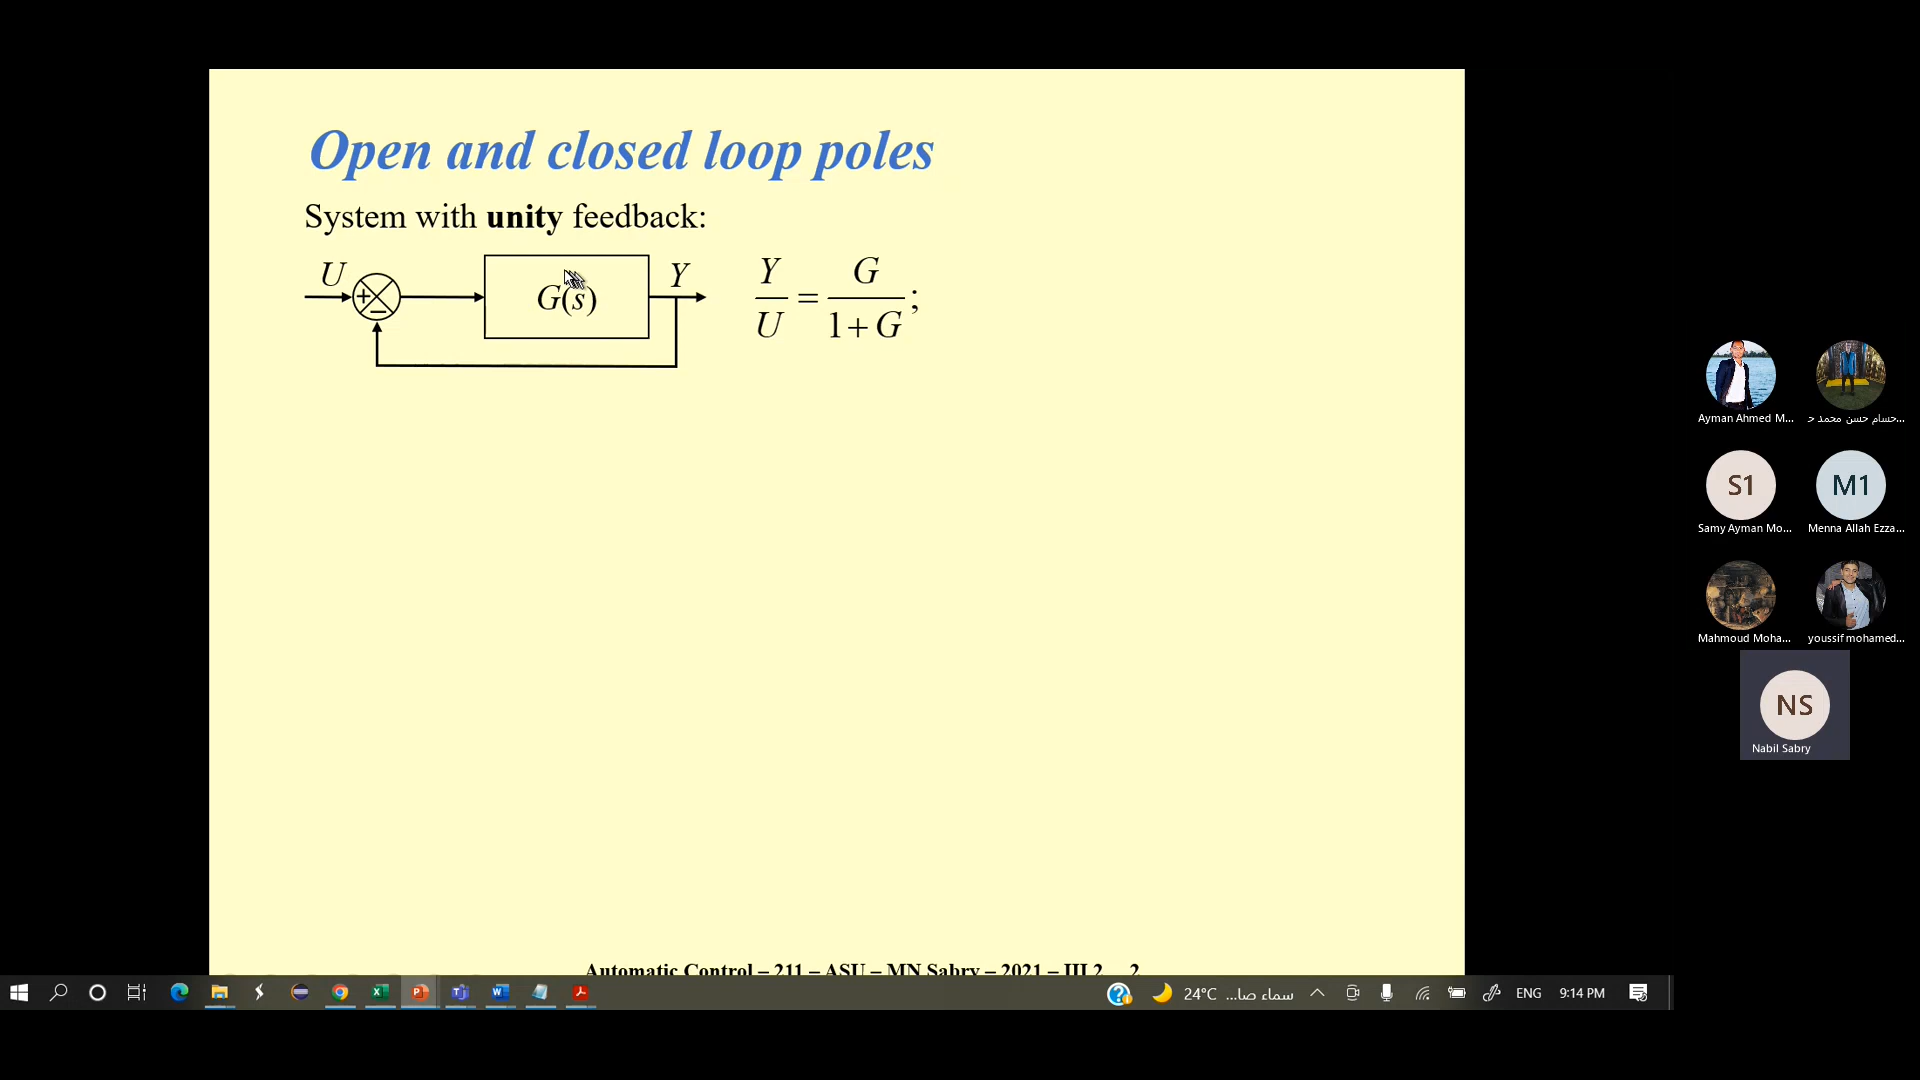 Open and closed loop poles
System with unity feedback:
U
+
−
G(s)
Y
Y/U = G/(1+G);
Automatic Control – 211 – ASU – MN Sabry – 2021 – III.2 2
Ayman Ahmed M...
حسام حسن محمد ح...
S1
Samy Ayman Mo...
M1
Menna Allah Ezza...
Mahmoud Moha...
youssif mohamed...
NS
Nabil Sabry
24°C سماء صا...
ENG
9:14 PM